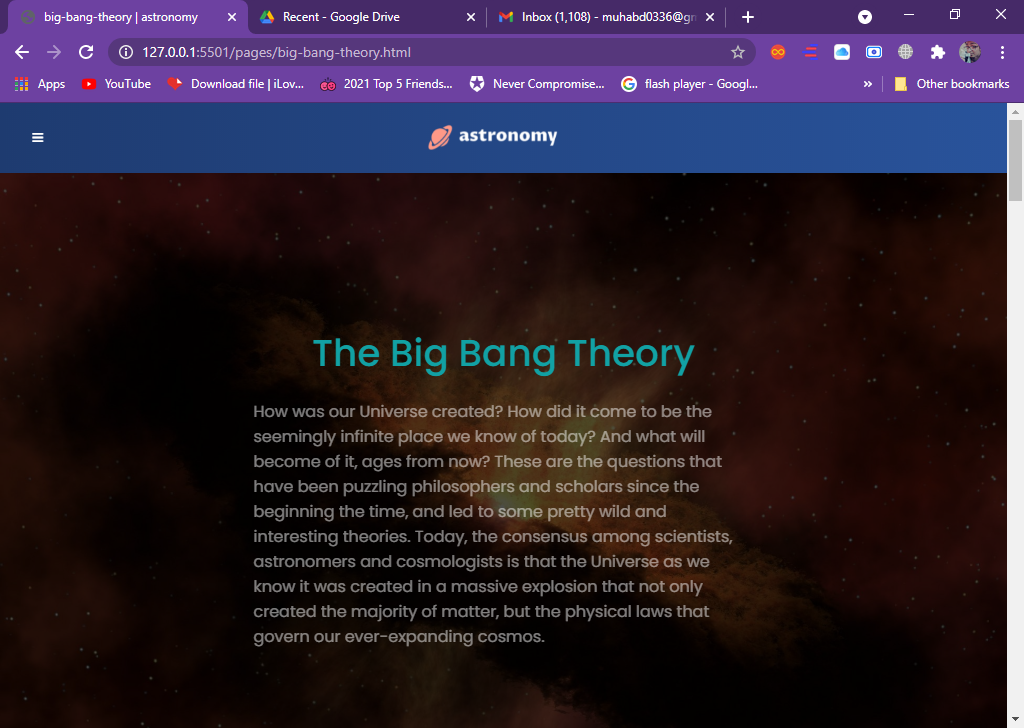 big-bang-theory | astronomy
Recent - Google Drive
Inbox (1,108) - muhabd0336@gm
127.0.0.1:5501/pages/big-bang-theory.html
Apps
YouTube
Download file | iLov...
2021 Top 5 Friends...
Never Compromise...
flash player - Googl...
»
Other bookmarks
astronomy
The Big Bang Theory
How was our Universe created? How did it come to be the
seemingly infinite place we know of today? And what will
become of it, ages from now? These are the questions that
have been puzzling philosophers and scholars since the
beginning the time, and led to some pretty wild and
interesting theories. Today, the consensus among scientists,
astronomers and cosmologists is that the Universe as we
know it was created in a massive explosion that not only
created the majority of matter, but the physical laws that
govern our ever-expanding cosmos.